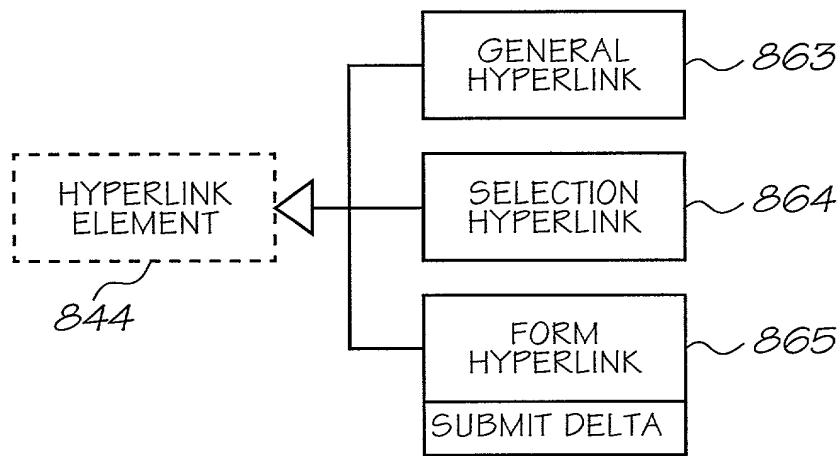 GENERAL
HYPERLINK
863
HYPERLINK
ELEMENT
844
SELECTION
HYPERLINK
864
FORM
HYPERLINK
865
SUBMIT DELTA